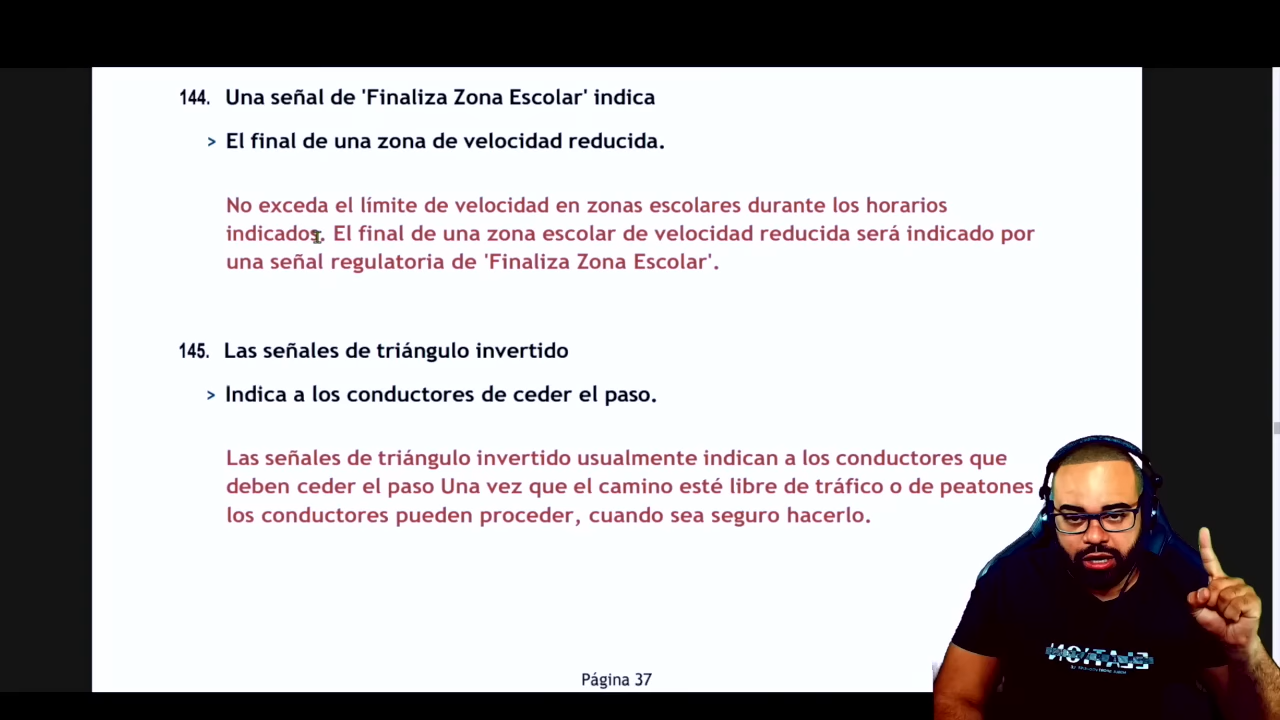 144. Una señal de 'Finaliza Zona Escolar' indica
> El final de una zona de velocidad reducida.
No exceda el límite de velocidad en zonas escolares durante los horarios
indicados. El final de una zona escolar de velocidad reducida será indicado por
una señal regulatoria de 'Finaliza Zona Escolar'.
145. Las señales de triángulo invertido
> Indica a los conductores de ceder el paso.
Las señales de triángulo invertido usualmente indican a los conductores que
deben ceder el paso Una vez que el camino esté libre de tráfico o de peatones
los conductores pueden proceder, cuando sea seguro hacerlo.
Página 37